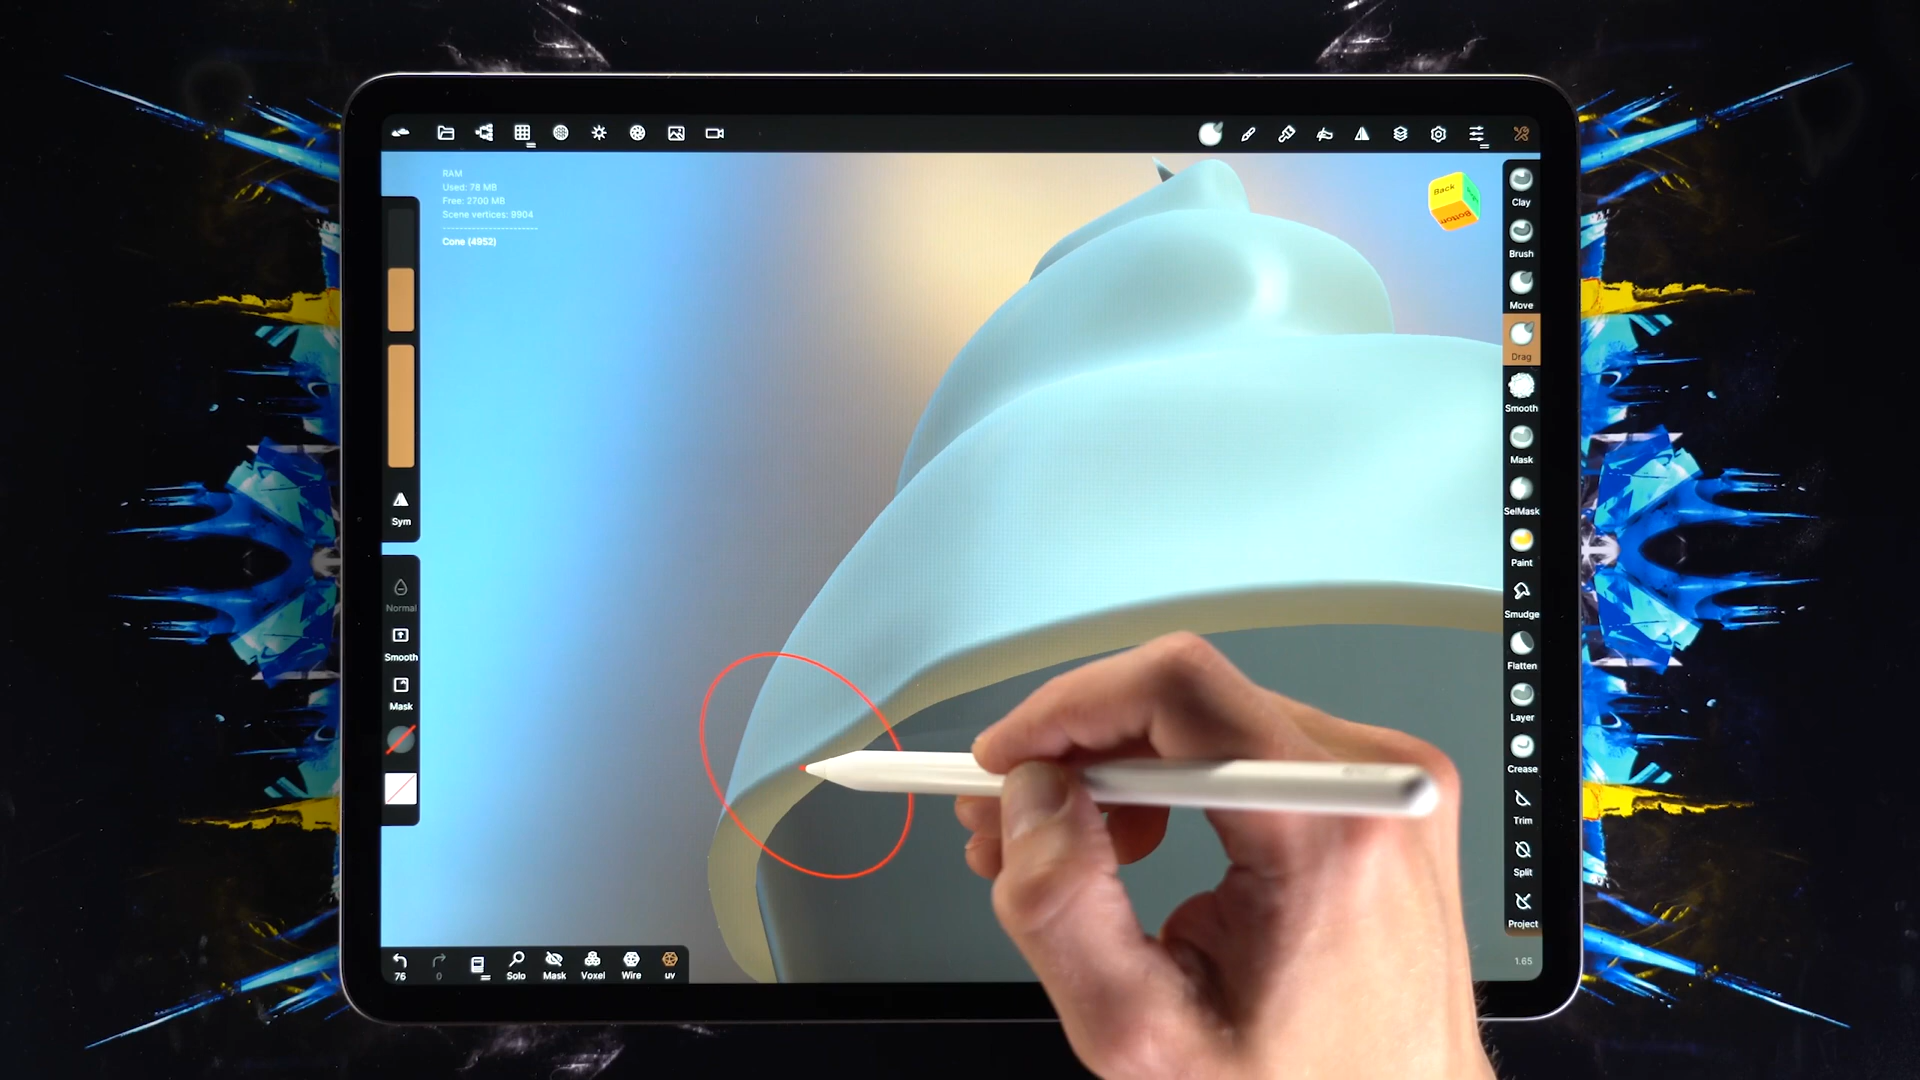 RAM
Used: 78 MB
Free: 2700 MB
Scene vertices: 9904
Cone (4952)
Back
Bottom
Clay
Brush
Move
Drag
Smooth
Mask
SelMask
Paint
Smudge
Flatten
Layer
Crease
Trim
Split
Project
1.65
Sym
Normal
Smooth
Mask
76
0
Solo
Mask
Voxel
Wire
uv